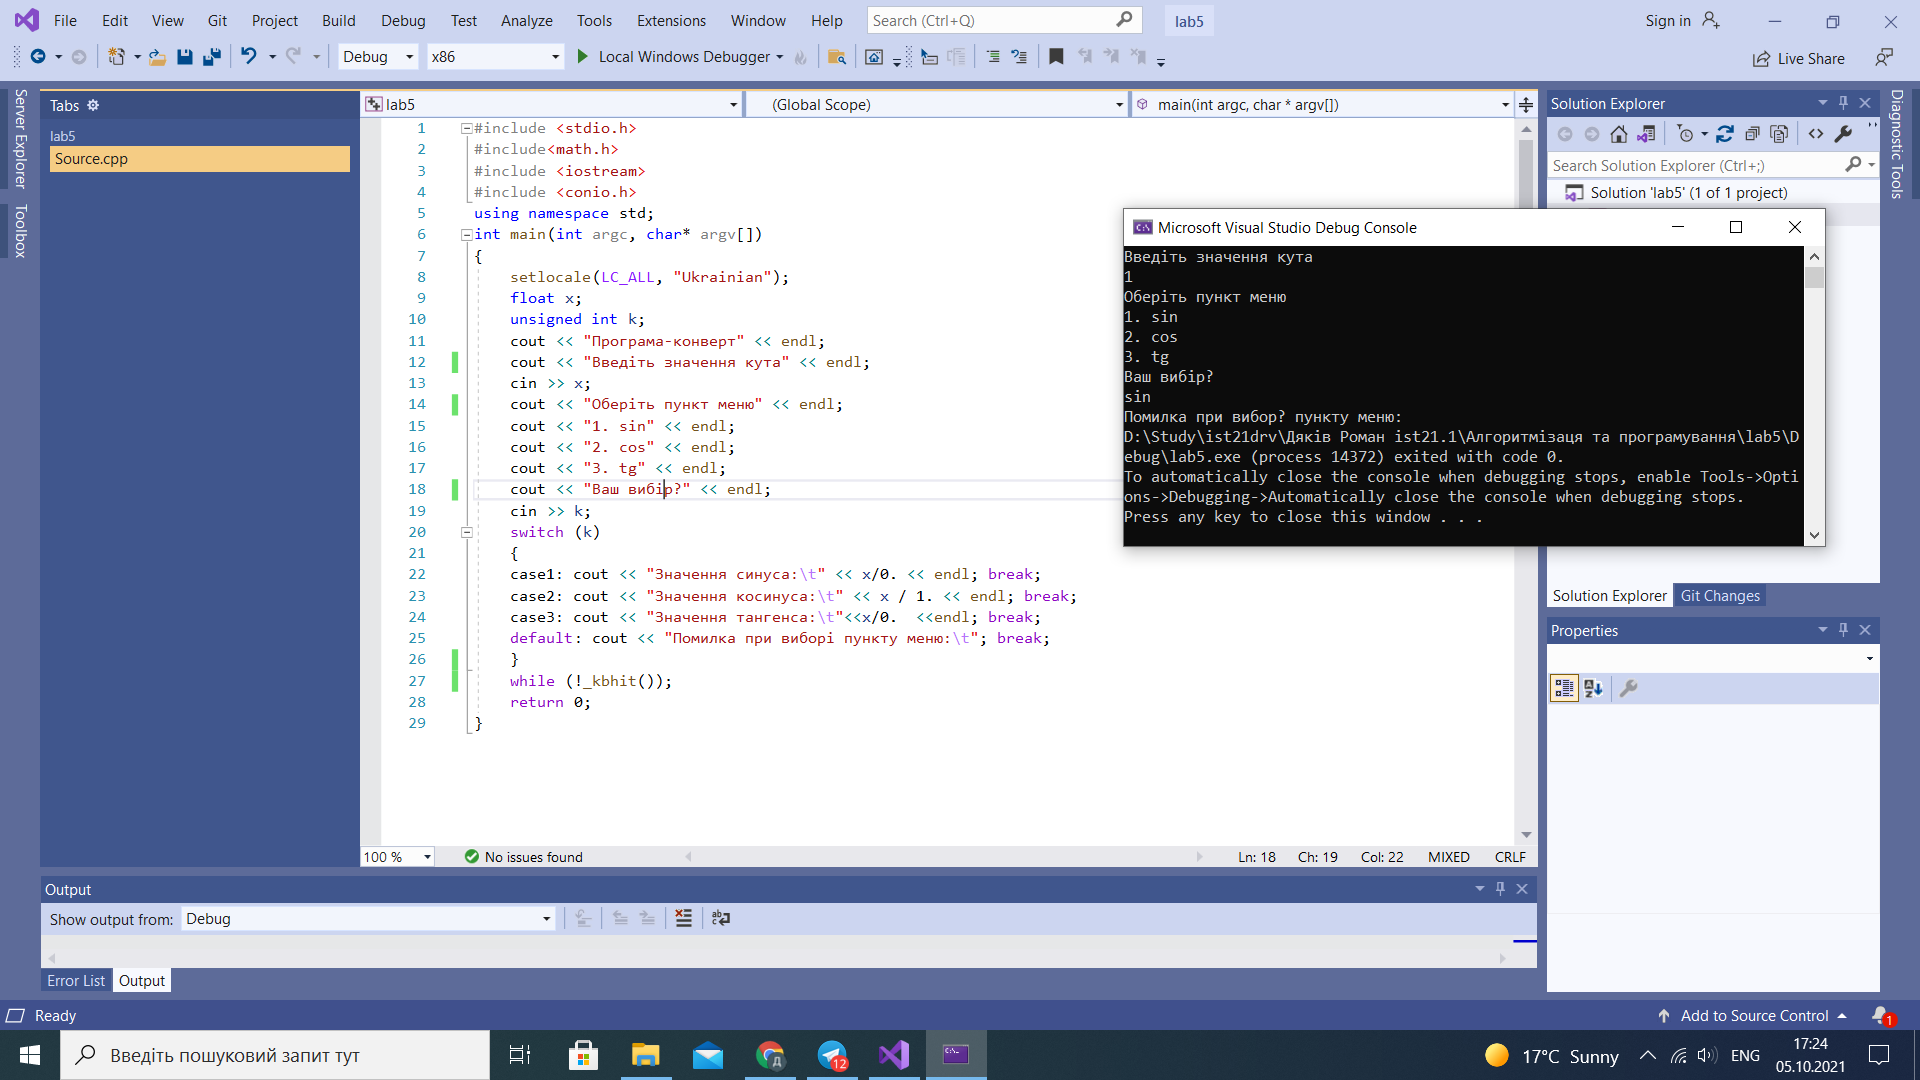 File Edit View Git Project Build Debug Test Analyze Tools Extensions Window Help Search (Ctrl+Q) lab5 Sign in
Debug x86 Local Windows Debugger Live Share
Server Explorer
Toolbox
Tabs
lab5
Source.cpp
lab5 (Global Scope) main(int argc, char * argv[])
1 #include <stdio.h>
2 #include<math.h>
3 #include <iostream>
4 #include <conio.h>
5 using namespace std;
6 int main(int argc, char* argv[])
7 {
8 setlocale(LC_ALL, "Ukrainian");
9 float x;
10 unsigned int k;
11 cout << "Програма-конверт" << endl;
12 cout << "Введіть значення кута" << endl;
13 cin >> x;
14 cout << "Оберіть пункт меню" << endl;
15 cout << "1. sin" << endl;
16 cout << "2. cos" << endl;
17 cout << "3. tg" << endl;
18 cout << "Ваш вибір?" << endl;
19 cin >> k;
20 switch (k)
21 {
22 case1: cout << "Значення синуса:\t" << x/0. << endl; break;
23 case2: cout << "Значення косинуса:\t" << x / 1. << endl; break;
24 case3: cout << "Значення тангенса:\t"<<x/0.  <<endl; break;
25 default: cout << "Помилка при виборі пункту меню:\t"; break;
26 }
27 while (!_kbhit());
28 return 0;
29 }
100 % No issues found Ln: 18 Ch: 19 Col: 22 MIXED CRLF
Microsoft Visual Studio Debug Console
Введіть значення кута
1
Оберіть пункт меню
1. sin
2. cos
3. tg
Ваш вибір?
sin
Помилка при вибор? пункту меню:
D:\Study\ist21drv\Дяків Роман ist21.1\Алгоритмізаця та програмування\lab5\D
ebug\lab5.exe (process 14372) exited with code 0.
To automatically close the console when debugging stops, enable Tools->Opti
ons->Debugging->Automatically close the console when debugging stops.
Press any key to close this window . . .
Solution Explorer
Search Solution Explorer (Ctrl+;)
Solution 'lab5' (1 of 1 project)
Solution Explorer Git Changes
Properties
Diagnostic Tools
Output
Show output from: Debug
Error List Output
Ready Add to Source Control 1
Введіть пошуковий запит тут
Д
12
17°C Sunny ENG
17:24
05.10.2021